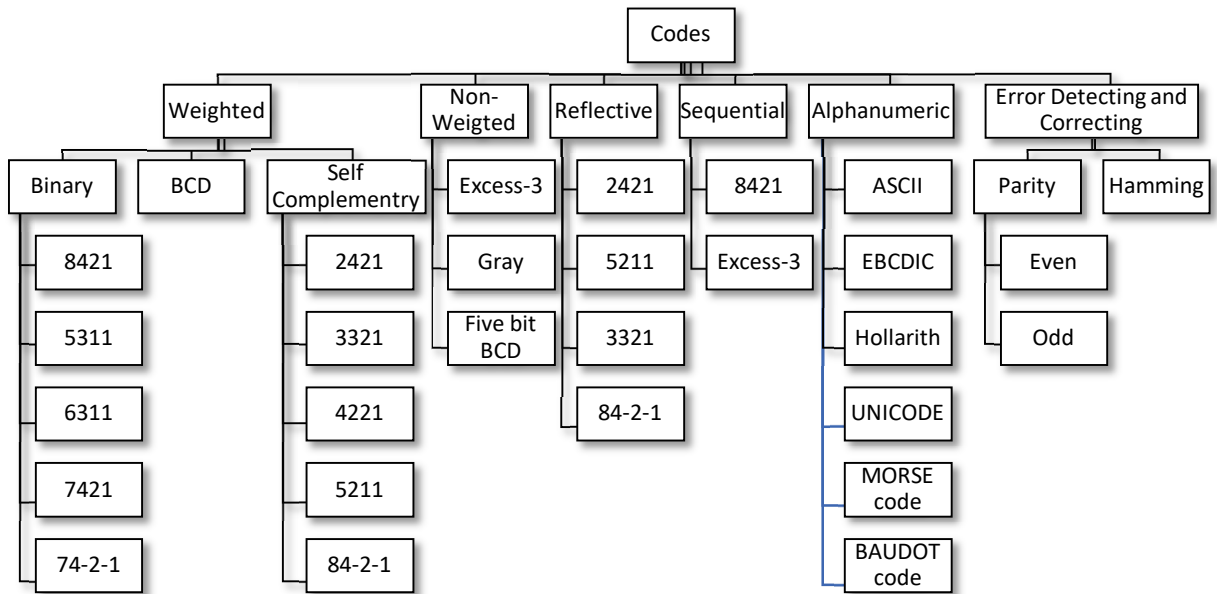 Codes
Weighted
Non-
Weigted
Reflective
Sequential
Alphanumeric
Error Detecting and
Correcting
Binary
BCD
Self
Complementry
Excess-3
2421
8421
ASCII
Parity
Hamming
8421
2421
Gray
5211
Excess-3
EBCDIC
Even
5311
3321
Five bit
BCD
3321
Hollarith
Odd
6311
4221
84-2-1
UNICODE
7421
5211
MORSE
code
74-2-1
84-2-1
BAUDOT
code